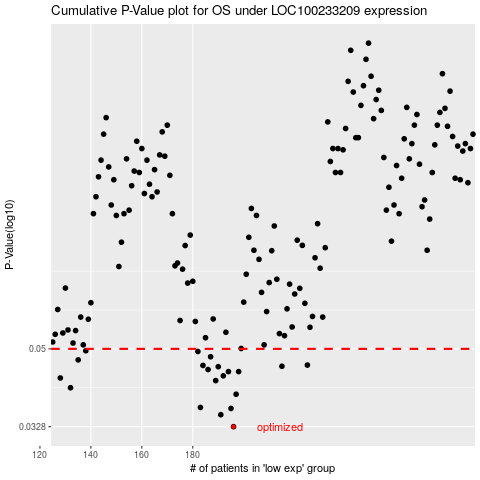 Cumulative P-Value plot for OS under LOC100233209 expression
P-Value(log10)
0.05
0.0328
optimized
120 140 160 180
# of patients in 'low exp' group